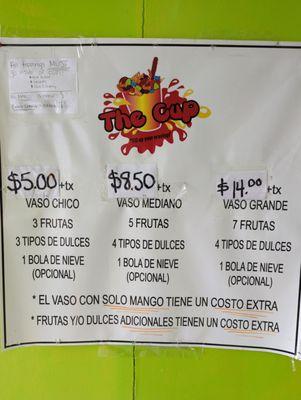 The Cup
$5.00 +tx
VASO CHICO
3 FRUTAS
3 TIPOS DE DULCES
1 BOLA DE NIEVE
(OPCIONAL)
$8.50 +tx
VASO MEDIANO
5 FRUTAS
4 TIPOS DE DULCES
1 BOLA DE NIEVE
(OPCIONAL)
$14.00 +tx
VASO GRANDE
7 FRUTAS
4 TIPOS DE DULCES
1 BOLA DE NIEVE
(OPCIONAL)
* EL VASO CON SOLO MANGO TIENE UN COSTO EXTRA
* FRUTAS Y/O DULCES ADICIONALES TIENEN UN COSTO EXTRA